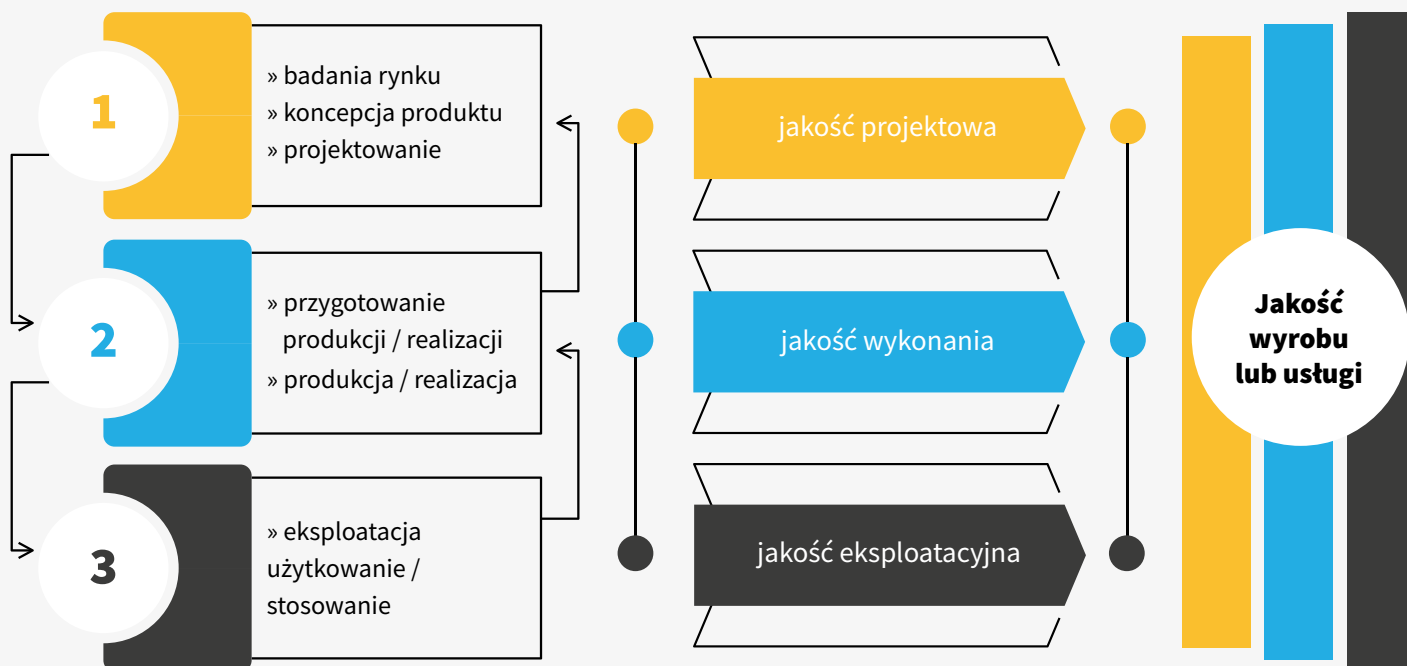 1
» badania rynku
» koncepcja produktu
» projektowanie
jakość projektowa
2
» przygotowanie
produkcji / realizacji
» produkcja / realizacja
jakość wykonania
3
» eksploatacja
użytkowanie /
stosowanie
jakość eksploatacyjna
Jakość
wyrobu
lub usługi